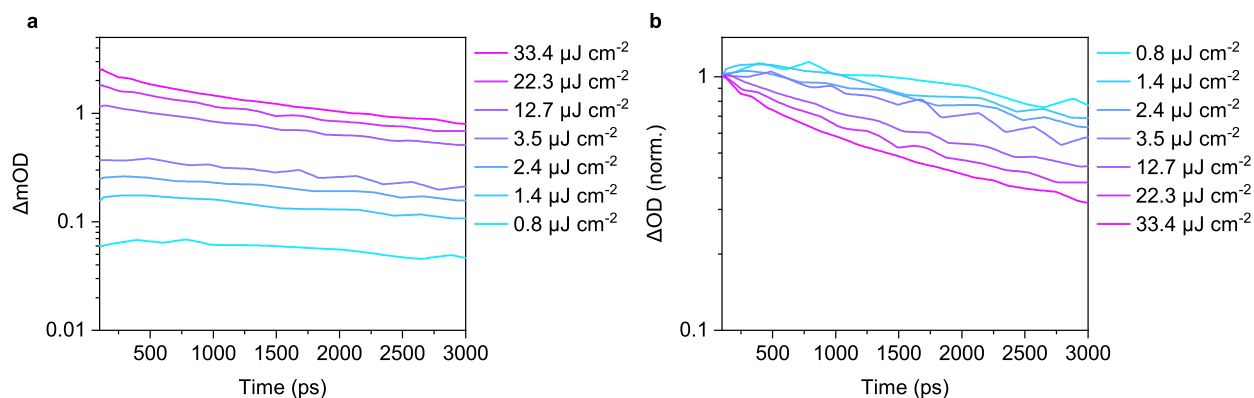 a
ΔmOD
1
0.1
0.01
500 1000 1500 2000 2500 3000
Time (ps)
33.4 µJ cm⁻²
22.3 µJ cm⁻²
12.7 µJ cm⁻²
3.5 µJ cm⁻²
2.4 µJ cm⁻²
1.4 µJ cm⁻²
0.8 µJ cm⁻²
b
ΔOD (norm.)
1
0.1
500 1000 1500 2000 2500 3000
Time (ps)
0.8 µJ cm⁻²
1.4 µJ cm⁻²
2.4 µJ cm⁻²
3.5 µJ cm⁻²
12.7 µJ cm⁻²
22.3 µJ cm⁻²
33.4 µJ cm⁻²